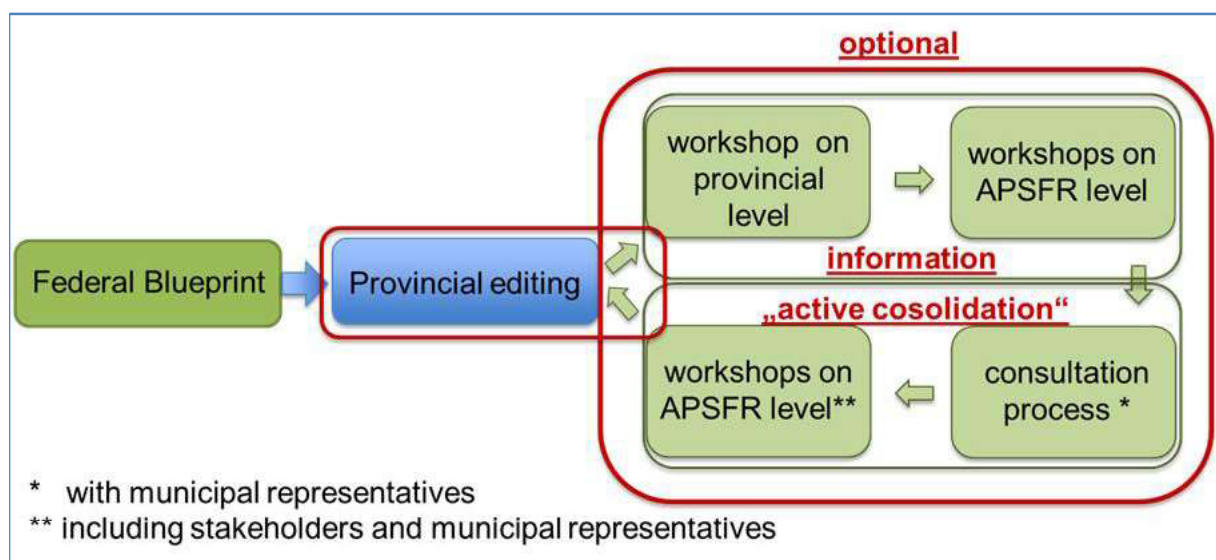 optional
workshop on
provincial
level
workshops on
APSFR level
information
Federal Blueprint
Provincial editing
„active cosolidation“
workshops on
APSFR level**
consultation
process *
* with municipal representatives
** including stakeholders and municipal representatives